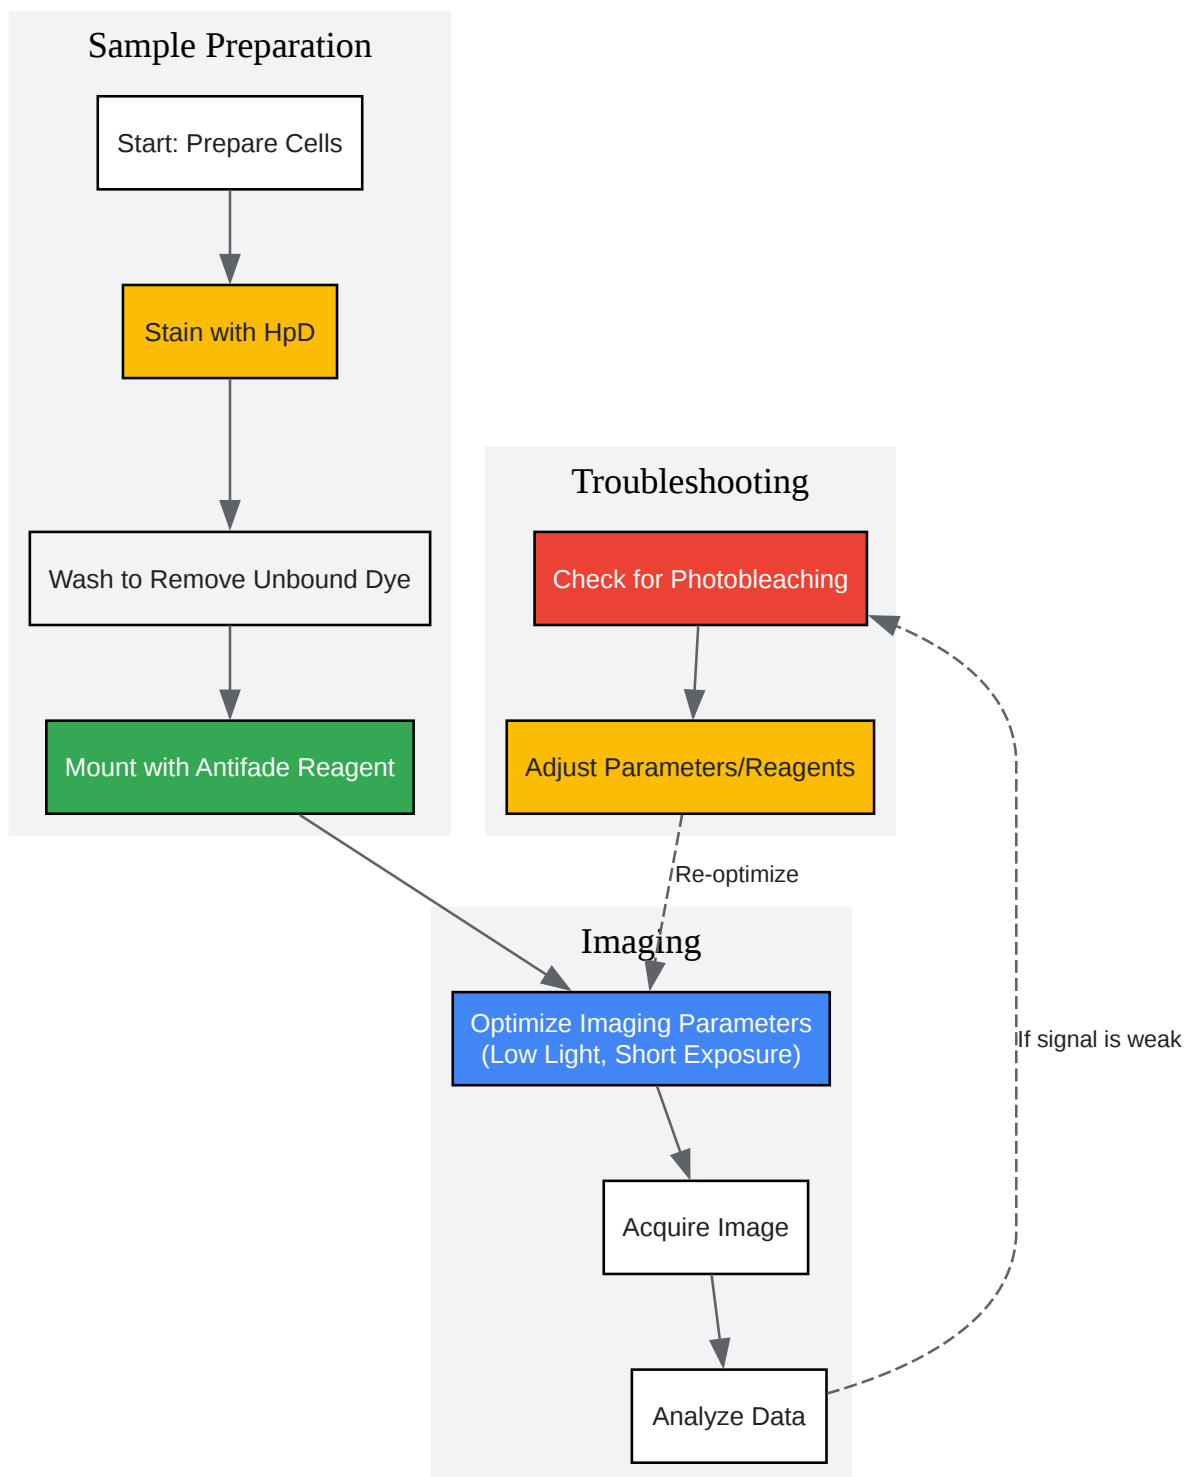 Sample Preparation
Start: Prepare Cells
Stain with HpD
Wash to Remove Unbound Dye
Mount with Antifade Reagent
Troubleshooting
Check for Photobleaching
Adjust Parameters/Reagents
Re-optimize
Imaging
Optimize Imaging Parameters
(Low Light, Short Exposure)
If signal is weak
Acquire Image
Analyze Data